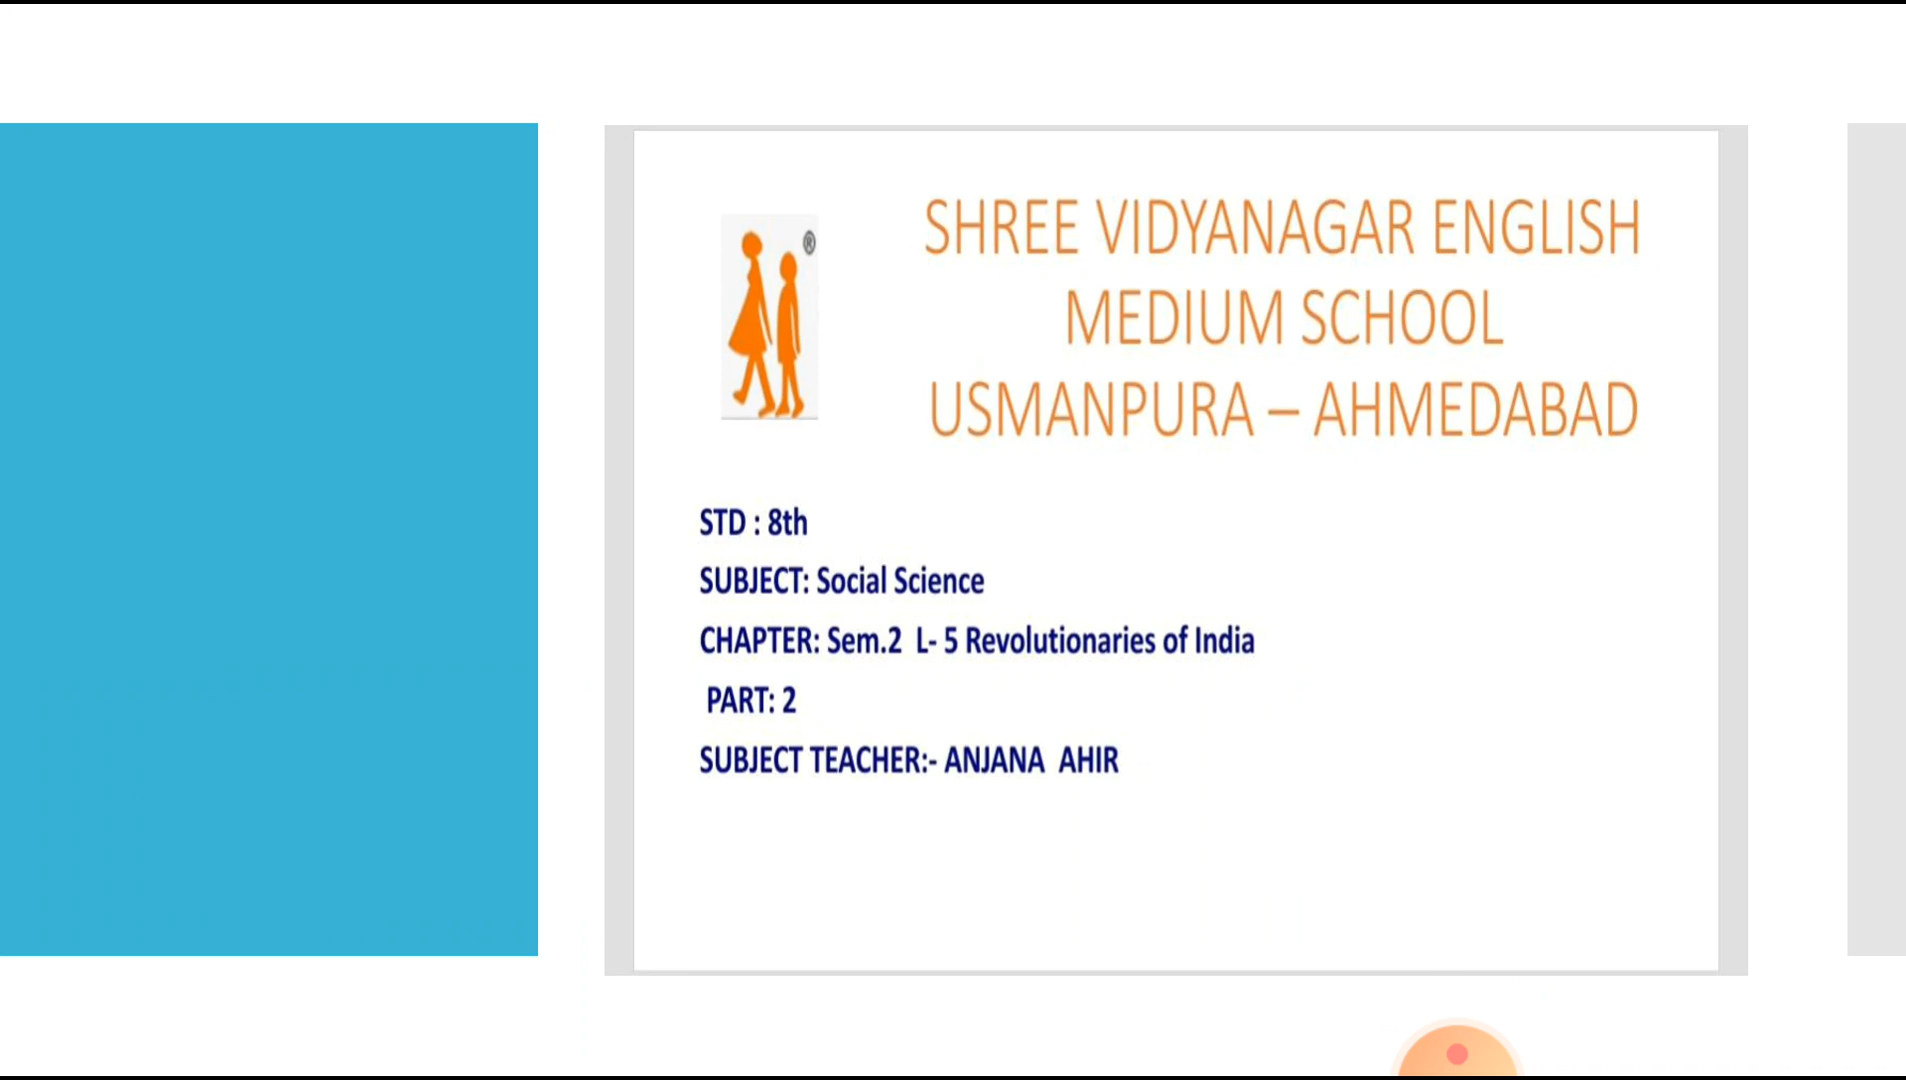 ®
SHREE VIDYANAGAR ENGLISH
MEDIUM SCHOOL
USMANPURA – AHMEDABAD
STD : 8th
SUBJECT: Social Science
CHAPTER: Sem.2 L- 5 Revolutionaries of India
PART: 2
SUBJECT TEACHER:- ANJANA AHIR